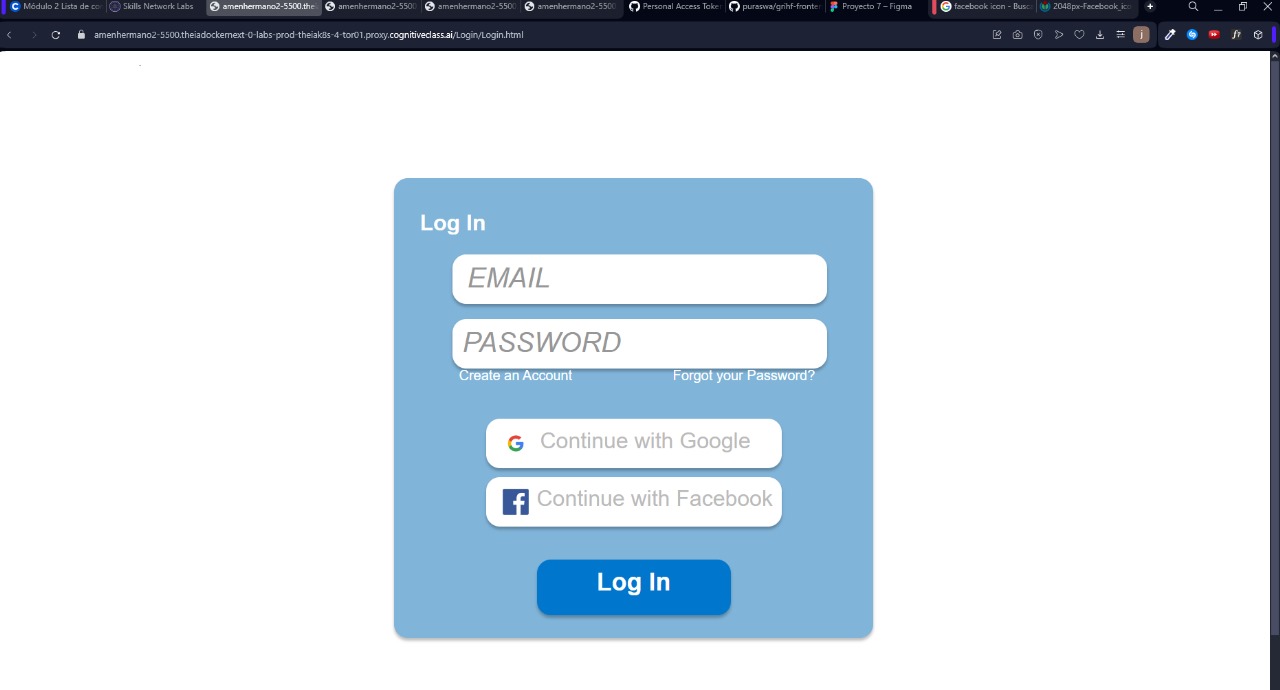 Módulo 2 Lista de co
Skills Network Labs
amenhermano2-5500.thei
amenhermano2-5500
amenhermano2-5500
amenhermano2-5500
Personal Access Toke
puraswa/grihf-fronte
Proyecto 7 – Figma
facebook icon - Busc
2048px-Facebook_ico
amenhermano2-5500.theiadockernext-0-labs-prod-theiak8s-4-tor01.proxy.cognitiveclass.ai/Login/Login.html
j
Log In
EMAIL
PASSWORD
Create an Account
Forgot your Password?
Continue with Google
Continue with Facebook
Log In